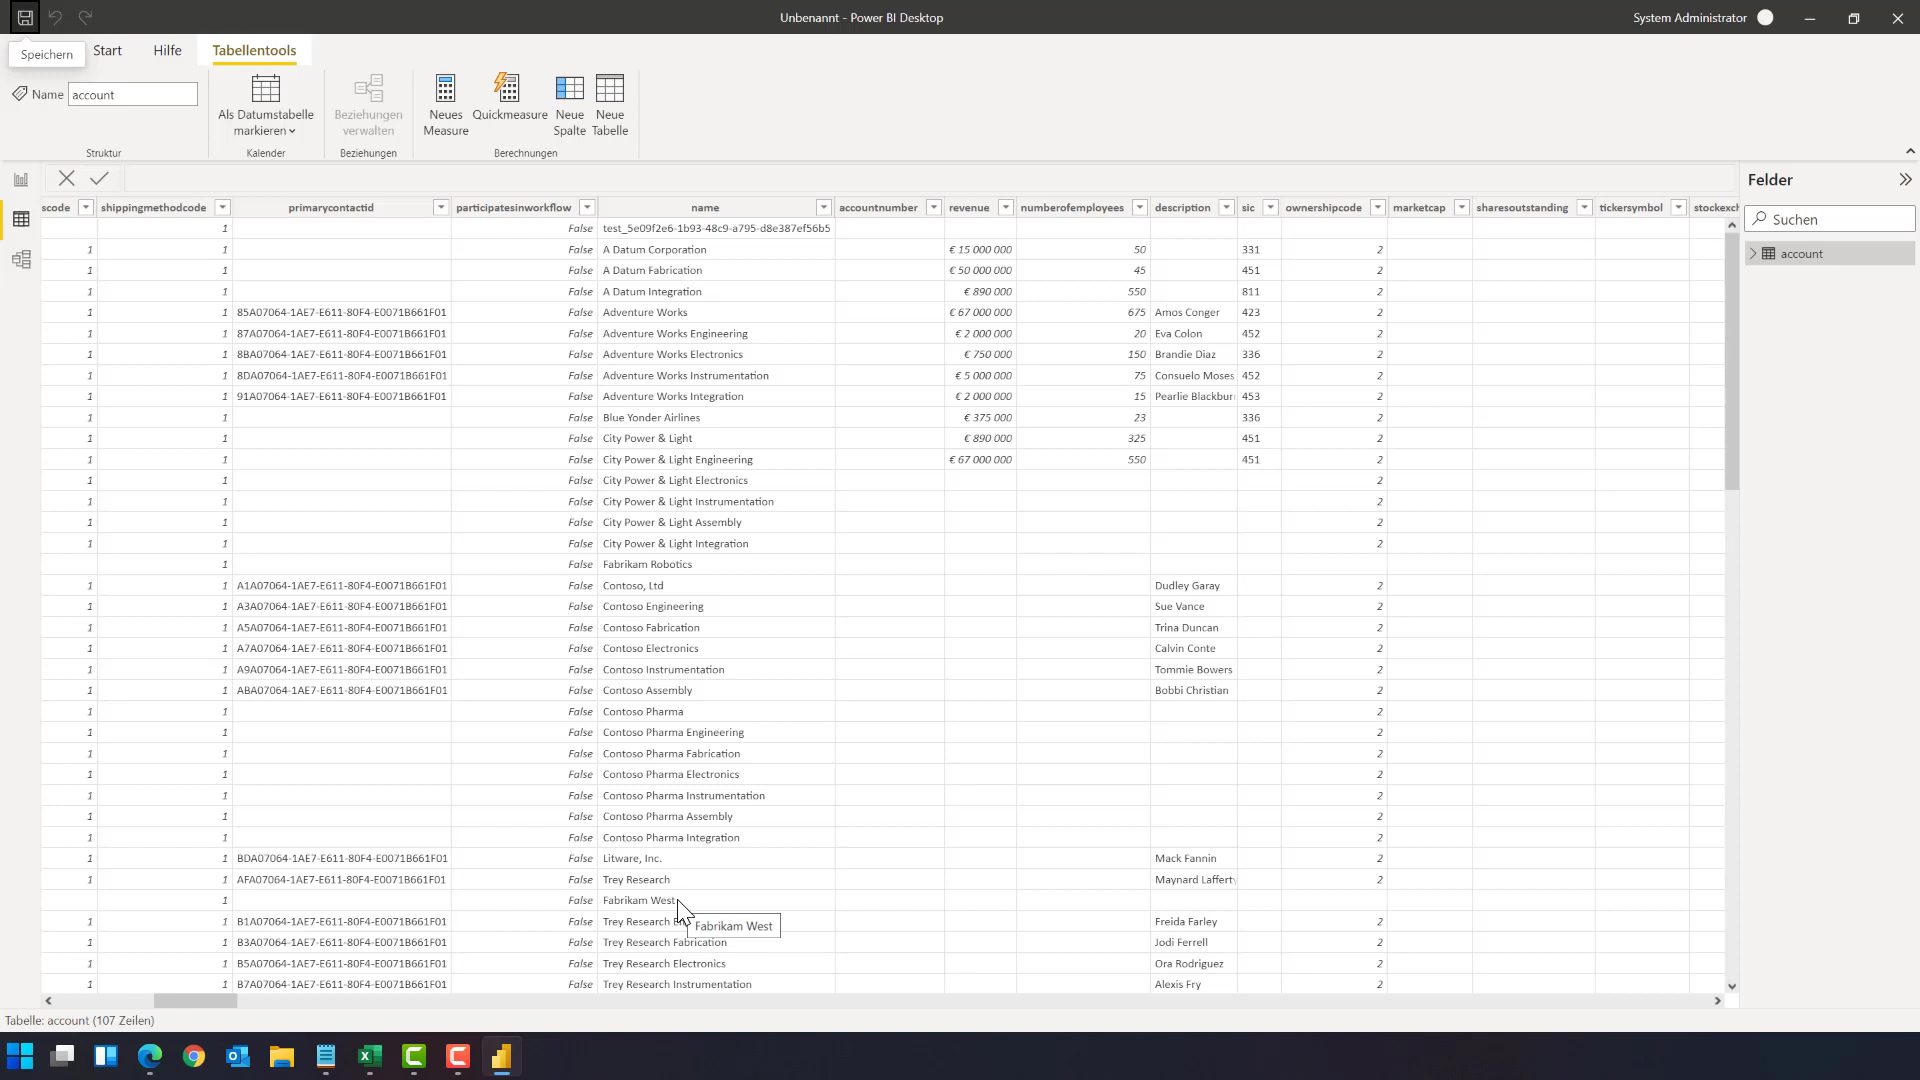 Unbenannt - Power BI Desktop
System Administrator
Speichern
Start
Hilfe
Tabellentools
Name
account
Als Datumstabelle
markieren
Beziehungen
verwalten
Neues
Measure
Quickmeasure
Neue
Spalte
Neue
Tabelle
Struktur
Kalender
Beziehungen
Berechnungen
Felder
Suchen
account
scode shippingmethodcode primarycontactid participatesinworkflow name accountnumber revenue numberofemployees description sic ownershipcode marketcap sharesoutstanding tickersymbol stockexch
1 False test_5e09f2e6-1b93-48c9-a795-d8e387ef56b5
1 1 False A Datum Corporation € 15 000 000 50 331 2
1 1 False A Datum Fabrication € 50 000 000 45 451 2
1 1 False A Datum Integration € 890 000 550 811 2
1 1 85A07064-1AE7-E611-80F4-E0071B661F01 False Adventure Works € 67 000 000 675 Amos Conger 423 2
1 1 87A07064-1AE7-E611-80F4-E0071B661F01 False Adventure Works Engineering € 2 000 000 20 Eva Colon 452 2
1 1 8BA07064-1AE7-E611-80F4-E0071B661F01 False Adventure Works Electronics € 750 000 150 Brandie Diaz 336 2
1 1 8DA07064-1AE7-E611-80F4-E0071B661F01 False Adventure Works Instrumentation € 5 000 000 75 Consuelo Moses 452 2
1 1 91A07064-1AE7-E611-80F4-E0071B661F01 False Adventure Works Integration € 2 000 000 15 Pearlie Blackbur 453 2
1 1 False Blue Yonder Airlines € 375 000 23 336 2
1 1 False City Power & Light € 890 000 325 451 2
1 1 False City Power & Light Engineering € 67 000 000 550 451 2
1 1 False City Power & Light Electronics 2
1 1 False City Power & Light Instrumentation 2
1 1 False City Power & Light Assembly 2
1 1 False City Power & Light Integration 2
1 False Fabrikam Robotics
1 1 A1A07064-1AE7-E611-80F4-E0071B661F01 False Contoso, Ltd Dudley Garay 2
1 1 A3A07064-1AE7-E611-80F4-E0071B661F01 False Contoso Engineering Sue Vance 2
1 1 A5A07064-1AE7-E611-80F4-E0071B661F01 False Contoso Fabrication Trina Duncan 2
1 1 A7A07064-1AE7-E611-80F4-E0071B661F01 False Contoso Electronics Calvin Conte 2
1 1 A9A07064-1AE7-E611-80F4-E0071B661F01 False Contoso Instrumentation Tommie Bowers 2
1 1 ABA07064-1AE7-E611-80F4-E0071B661F01 False Contoso Assembly Bobbi Christian 2
1 1 False Contoso Pharma 2
1 1 False Contoso Pharma Engineering 2
1 1 False Contoso Pharma Fabrication 2
1 1 False Contoso Pharma Electronics 2
1 1 False Contoso Pharma Instrumentation 2
1 1 False Contoso Pharma Assembly 2
1 1 False Contoso Pharma Integration 2
1 1 BDA07064-1AE7-E611-80F4-E0071B661F01 False Litware, Inc. Mack Fannin 2
1 1 AFA07064-1AE7-E611-80F4-E0071B661F01 False Trey Research Maynard Lafferty 2
1 False Fabrikam West
1 1 B1A07064-1AE7-E611-80F4-E0071B661F01 False Trey Research Freida Farley 2
Fabrikam West
1 1 B3A07064-1AE7-E611-80F4-E0071B661F01 False Trey Research Fabrication Jodi Ferrell 2
1 1 B5A07064-1AE7-E611-80F4-E0071B661F01 False Trey Research Electronics Ora Rodriguez 2
1 1 B7A07064-1AE7-E611-80F4-E0071B661F01 False Trey Research Instrumentation Alexis Fry 2
Tabelle: account (107 Zeilen)